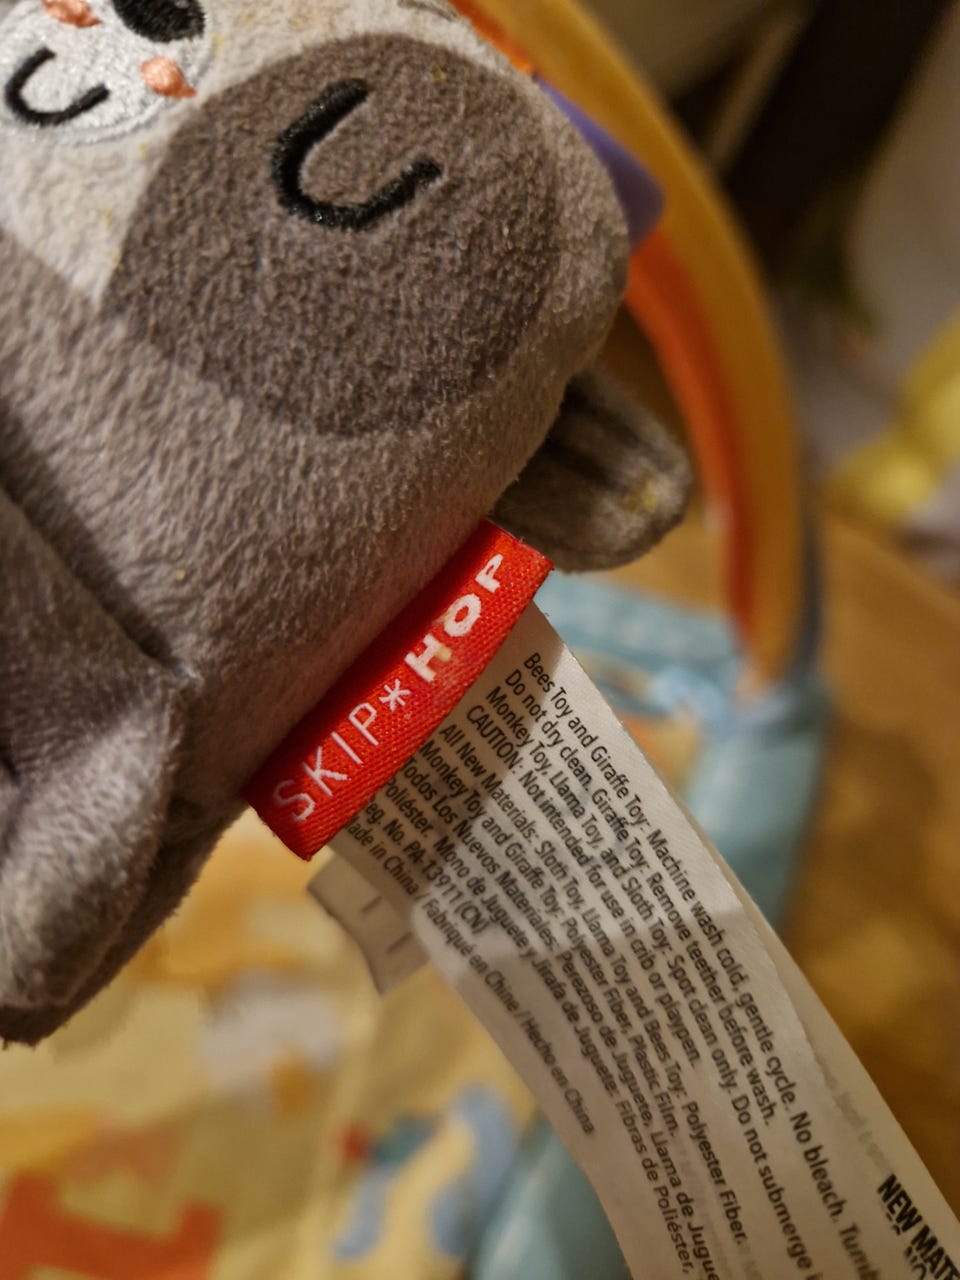 SKIP*HOP
Bees Toy and Giraffe Toy: Machine wash cold, gentle cycle. No bleach.
Do not dry clean. Giraffe Toy: Remove teether before wash.
Monkey Toy, Llama Toy, and Sloth Toy: Spot clean only. Do not submerge
CAUTION: Not intended for use in crib or playpen.
All New Materials: Sloth Toy, Llama Toy and Bees Toy: Polyester Fiber.
Monkey Toy and Giraffe Toy: Polyester Fiber, Plastic Film.
Todos Los Nuevos Materiales: Perezoso de Juguete, Llama de
Poliéster. Mono de Juguete y Jirafa de Juguete: Fibras de Poliéster,
Reg. No. PA-13911 (CN)
Made in China / Fabriqué en Chine / Hecho en China
NEW